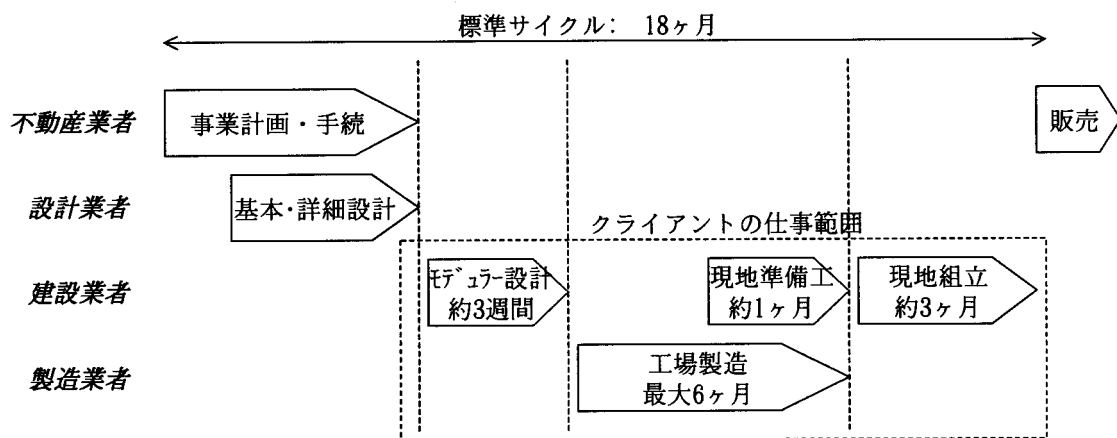 標準サイクル: 18ヶ月
不動産業者
事業計画・手続
販売
設計業者
基本・詳細設計
クライアントの仕事範囲
建設業者
モデュラー設計
約3週間
現地準備工
約1ヶ月
現地組立
約3ヶ月
製造業者
工場製造
最大6ヶ月